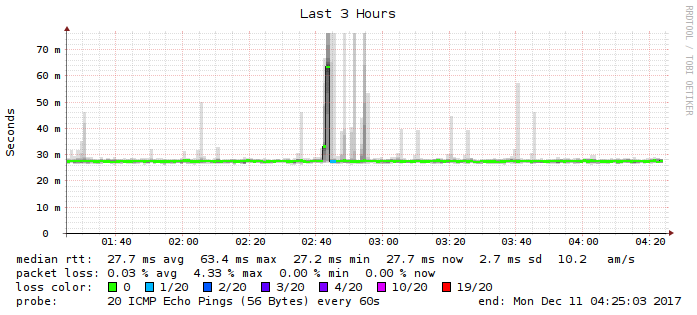 Last 3 Hours
RRDTOOL / TOBI OETIKER
Seconds
70 m
60 m
50 m
40 m
30 m
20 m
10 m
0
01:40 02:00 02:20 02:40 03:00 03:20 03:40 04:00 04:20
median rtt: 27.7 ms avg 63.4 ms max 27.2 ms min 27.7 ms now 2.7 ms sd 10.2 am/s
packet loss: 0.03 % avg 4.33 % max 0.00 % min 0.00 % now
loss color: 0 1/20 2/20 3/20 4/20 10/20 19/20
probe: 20 ICMP Echo Pings (56 Bytes) every 60s end: Mon Dec 11 04:25:03 2017